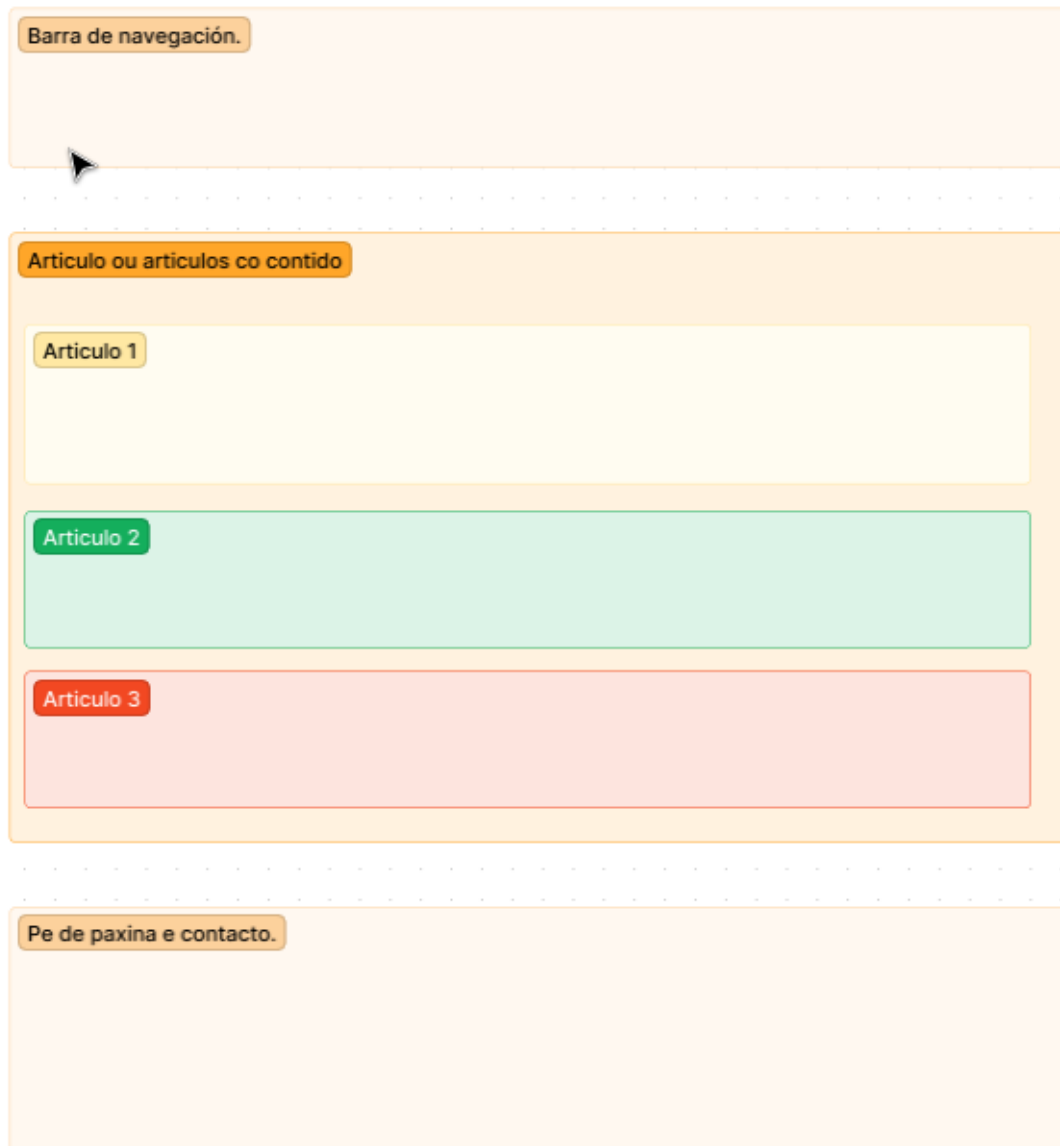 Barra de navegación.
Articulo ou articulos co contido
Articulo 1
Articulo 2
Articulo 3
Pe de paxina e contacto.